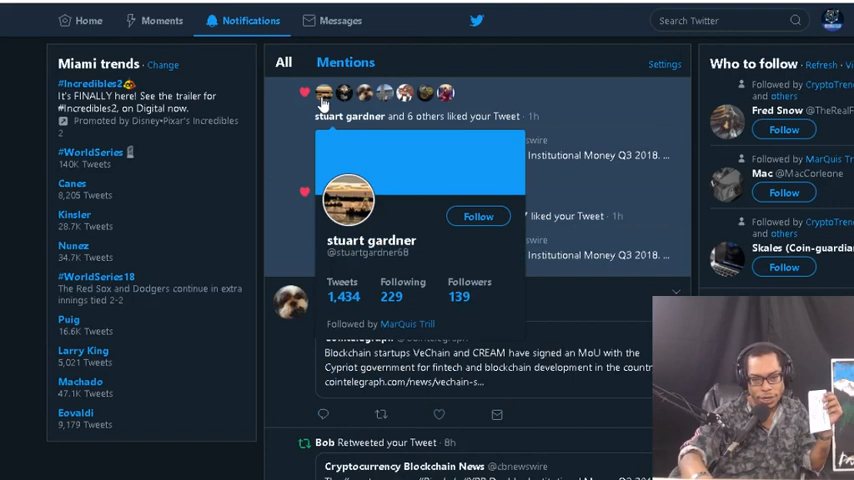 Home
Moments
Notifications
Messages
Search Twitter
Miami trends · Change
#Incredibles2
It's FINALLY here! See the trailer for
#Incredibles2, on Digital now.
Promoted by Disney•Pixar's Incredibles
2
#WorldSeries
140K Tweets
Canes
8,205 Tweets
Kinsler
28.7K Tweets
Nunez
34.7K Tweets
#WorldSeries18
The Red Sox and Dodgers continue in extra
innings tied 2-2
Puig
16.6K Tweets
Larry King
5,021 Tweets
Machado
47.1K Tweets
Eovaldi
9,179 Tweets
All
Mentions
Settings
stuart gardner and 6 others liked your Tweet · 1h
wire
Institutional Money Q3 2018. ...
liked your Tweet · 1h
wire
Institutional Money Q3 2018. ...
Follow
stuart gardner
@stuartgardner68
Tweets
Following
Followers
1,434
229
139
Followed by MarQuis Trill
Blockchain startups VeChain and CREAM have signed an MoU with the
Cypriot government for fintech and blockchain development in the countr
cointelegraph.com/news/vechain-s...
Bob Retweeted your Tweet · 8h
Cryptocurrency Blockchain News @cbnewswire
Who to follow · Refresh · Vi
Followed by CryptoTren
others
Fred Snow @TheRealF
Follow
Followed by MarQuis Tr
Mac @MacCorleone
Follow
Followed by CryptoTren
and others
Skales (Coin-guardia
Follow